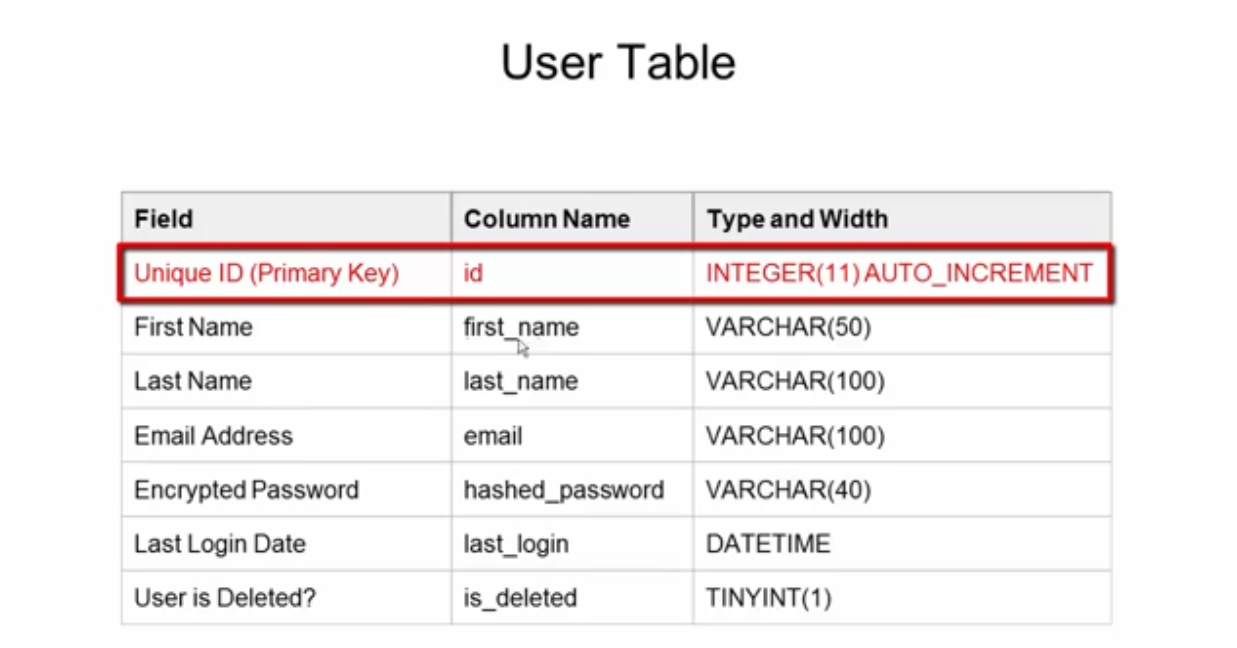 User Table
Field Column Name Type and Width
Unique ID (Primary Key) id INTEGER(11) AUTO_INCREMENT
First Name first_name VARCHAR(50)
Last Name last_name VARCHAR(100)
Email Address email VARCHAR(100)
Encrypted Password hashed_password VARCHAR(40)
Last Login Date last_login DATETIME
User is Deleted? is_deleted TINYINT(1)